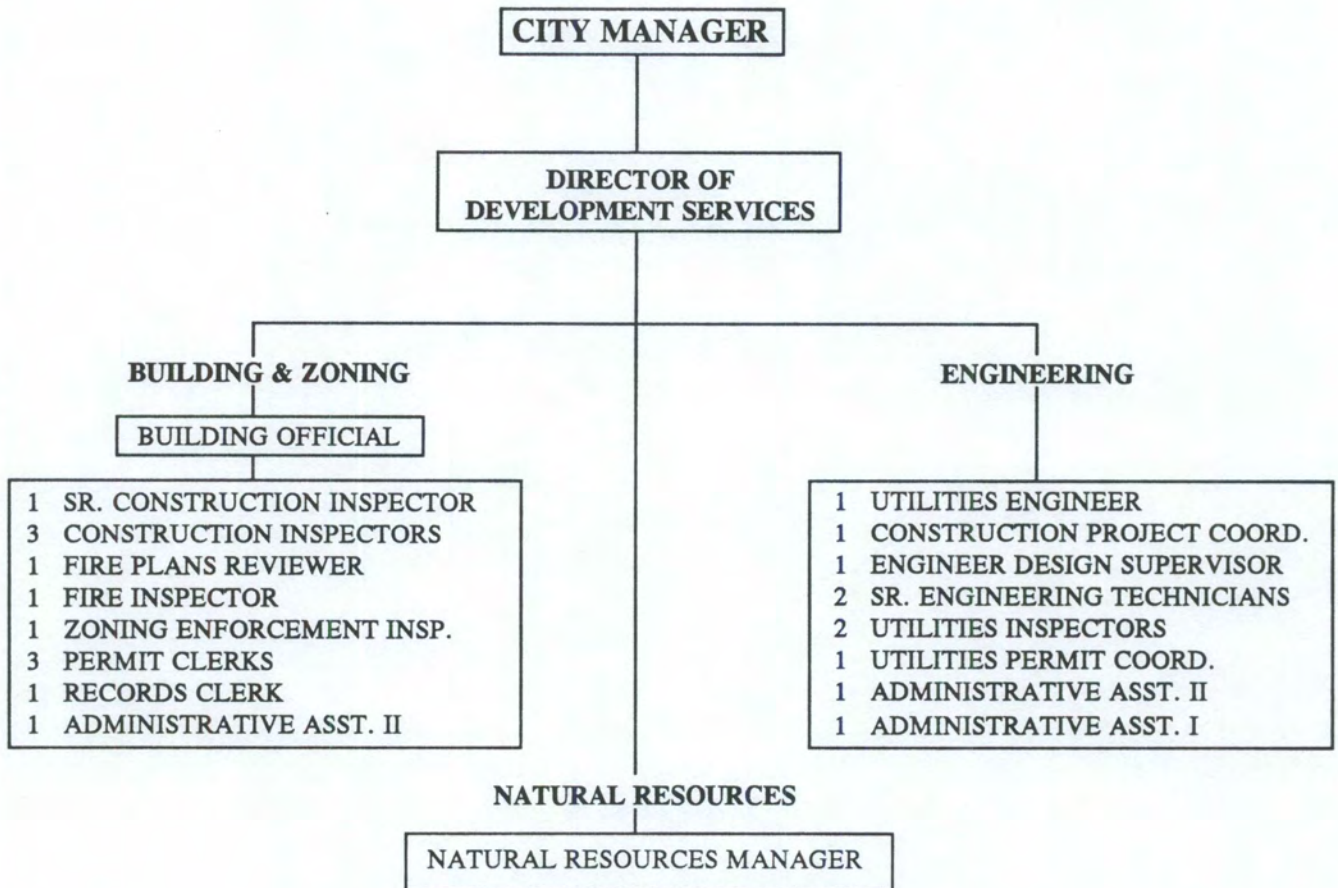 CITY MANAGER
DIRECTOR OF
DEVELOPMENT SERVICES
BUILDING & ZONING
BUILDING OFFICIAL
1 SR. CONSTRUCTION INSPECTOR
3 CONSTRUCTION INSPECTORS
1 FIRE PLANS REVIEWER
1 FIRE INSPECTOR
1 ZONING ENFORCEMENT INSP.
3 PERMIT CLERKS
1 RECORDS CLERK
1 ADMINISTRATIVE ASST. II
ENGINEERING
1 UTILITIES ENGINEER
1 CONSTRUCTION PROJECT COORD.
1 ENGINEER DESIGN SUPERVISOR
2 SR. ENGINEERING TECHNICIANS
2 UTILITIES INSPECTORS
1 UTILITIES PERMIT COORD.
1 ADMINISTRATIVE ASST. II
1 ADMINISTRATIVE ASST. I
NATURAL RESOURCES
NATURAL RESOURCES MANAGER